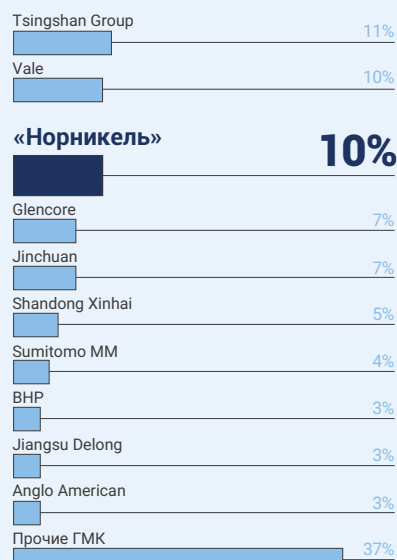 Tsingshan Group
11%
Vale
10%
«Норникель»
10%
Glencore
7%
Jinchuan
7%
Shandong Xinhai
5%
Sumitomo MM
4%
BHP
3%
Jiangsu Delong
3%
Anglo American
3%
Прочие ГМК
37%